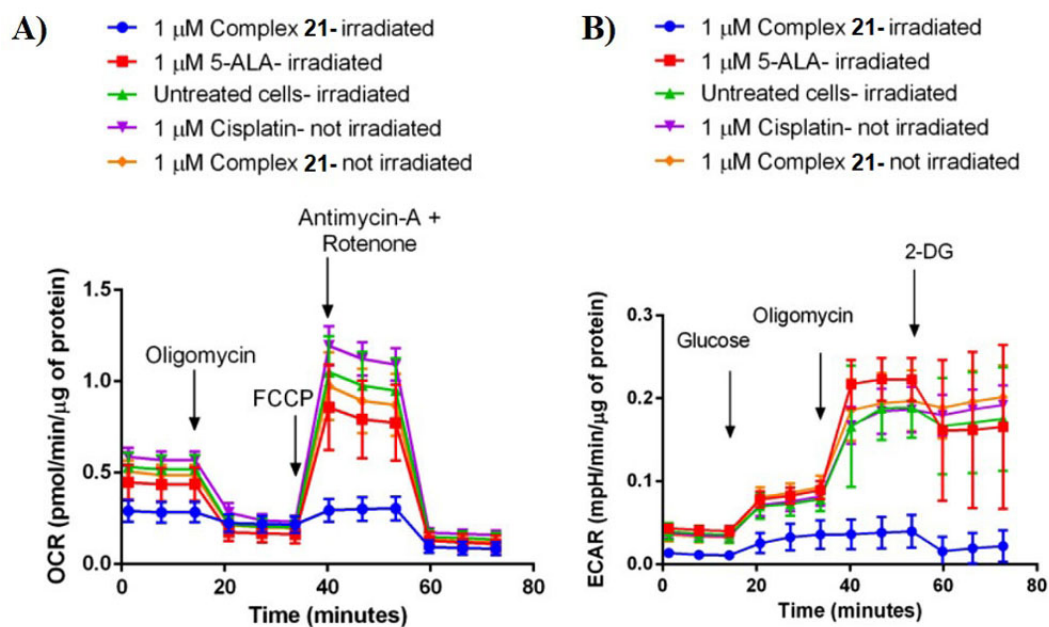 A)
1 μM Complex 21- irradiated
1 μM 5-ALA- irradiated
Untreated cells- irradiated
1 μM Cisplatin- not irradiated
1 μM Complex 21- not irradiated
Antimycin-A +
Rotenone
Oligomycin
FCCP
OCR (pmol/min/μg of protein)
1.5
1.0
0.5
0.0
0 20 40 60 80
Time (minutes)
B)
1 μM Complex 21- irradiated
1 μM 5-ALA- irradiated
Untreated cells- irradiated
1 μM Cisplatin- not irradiated
1 μM Complex 21- not irradiated
2-DG
Oligomycin
Glucose
ECAR (mpH/min/μg of protein)
0.3
0.2
0.1
0.0
0 20 40 60 80
Time (minutes)